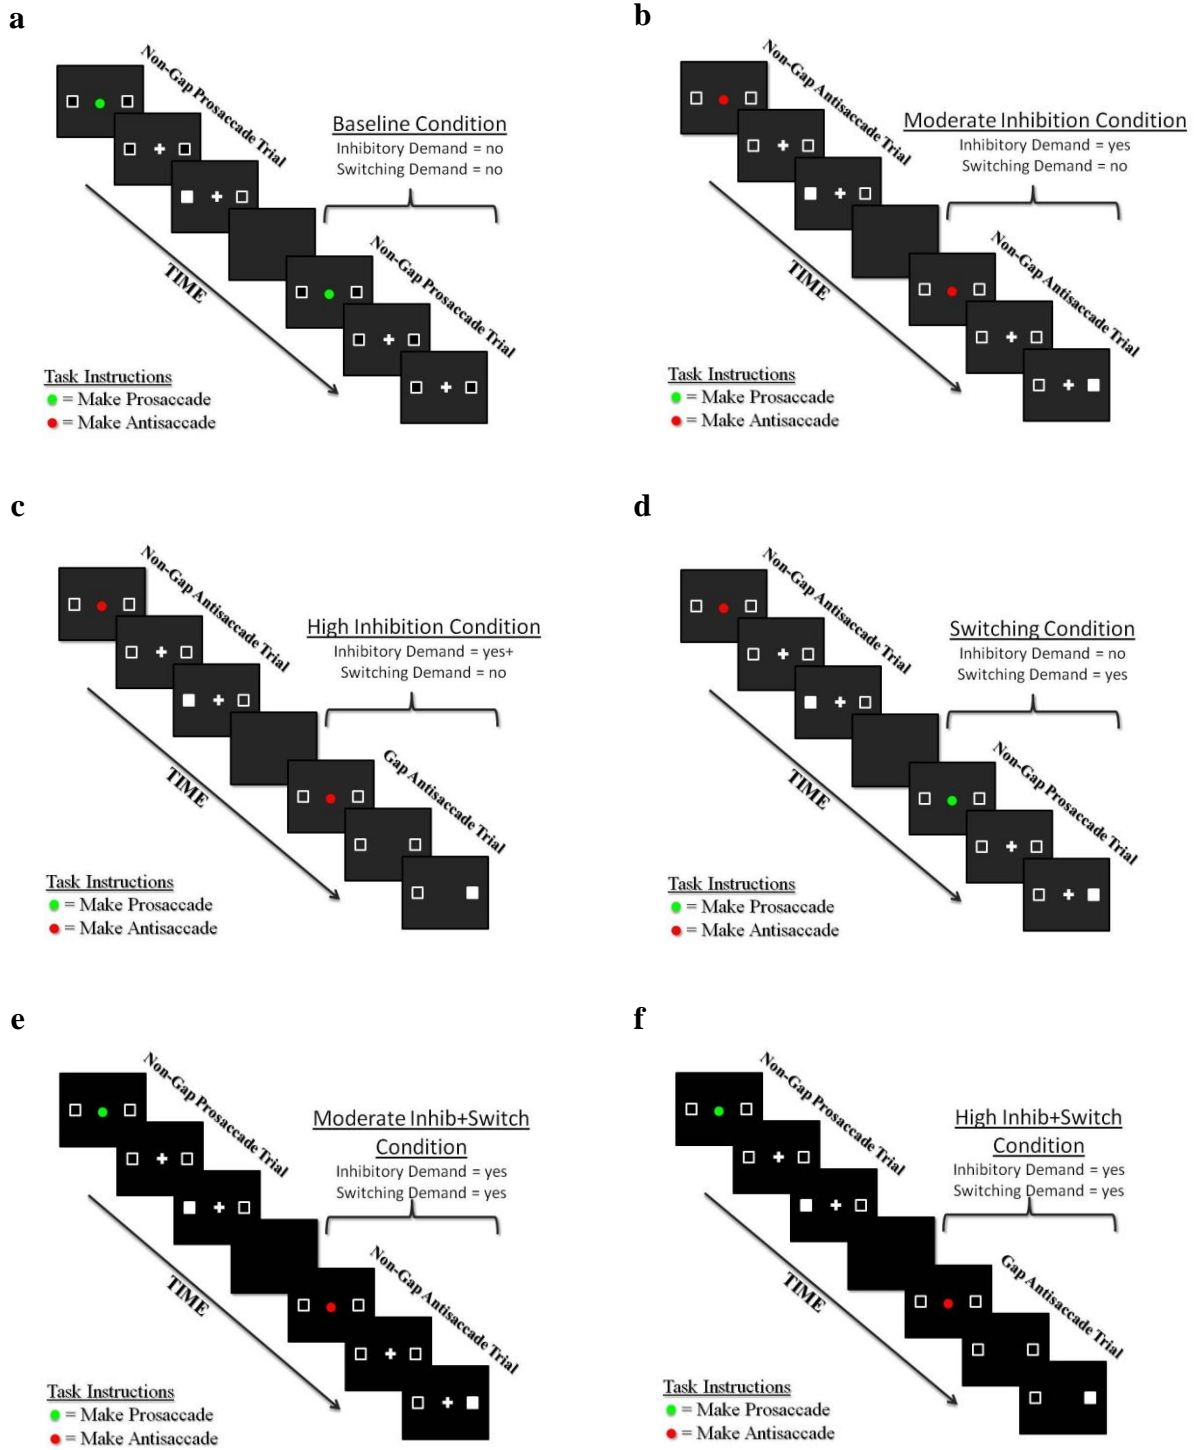 a
Non-Gap Prosaccade Trial
Baseline Condition
Inhibitory Demand = no
Switching Demand = no
Non-Gap Prosaccade Trial
TIME
Task Instructions
= Make Prosaccade
= Make Antisaccade
b
Non-Gap Antisaccade Trial
Moderate Inhibition Condition
Inhibitory Demand = yes
Switching Demand = no
Non-Gap Antisaccade Trial
TIME
Task Instructions
= Make Prosaccade
= Make Antisaccade
c
Non-Gap Antisaccade Trial
High Inhibition Condition
Inhibitory Demand = yes+
Switching Demand = no
Gap Antisaccade Trial
TIME
Task Instructions
= Make Prosaccade
= Make Antisaccade
d
Non-Gap Antisaccade Trial
Switching Condition
Inhibitory Demand = no
Switching Demand = yes
Non-Gap Prosaccade Trial
TIME
Task Instructions
= Make Prosaccade
= Make Antisaccade
e
Non-Gap Prosaccade Trial
Moderate Inhib+Switch
Condition
Inhibitory Demand = yes
Switching Demand = yes
Non-Gap Antisaccade Trial
TIME
Task Instructions
= Make Prosaccade
= Make Antisaccade
f
Non-Gap Prosaccade Trial
High Inhib+Switch
Condition
Inhibitory Demand = yes
Switching Demand = yes
Gap Antisaccade Trial
TIME
Task Instructions
= Make Prosaccade
= Make Antisaccade